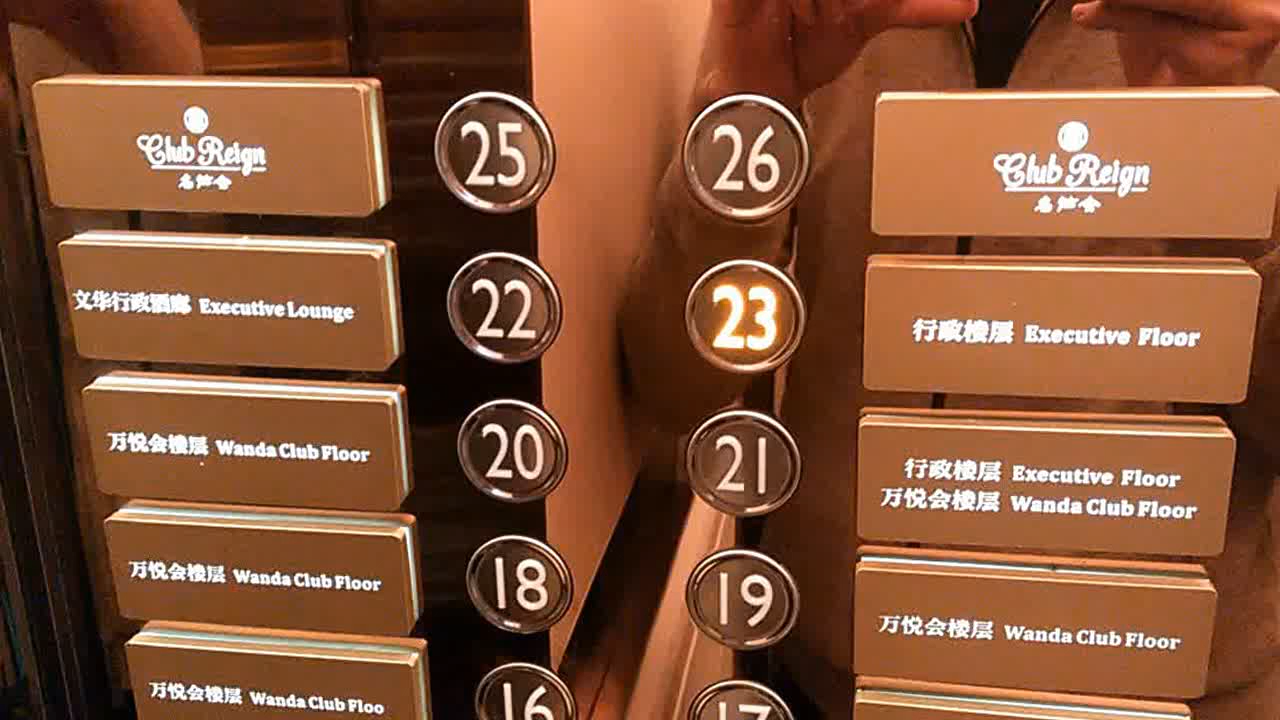 Club Reign
25
26
Club Reign
文华行政酒廊 Executive Lounge
22
23
行政楼层 Executive Floor
万悦会楼层 Wanda Club Floor
20
21
行政楼层 Executive Floor
万悦会楼层 Wanda Club Floor
万悦会楼层 Wanda Club Floor
18
19
万悦会楼层 Wanda Club Floor
万悦会楼层 Wanda Club Floo
16
17